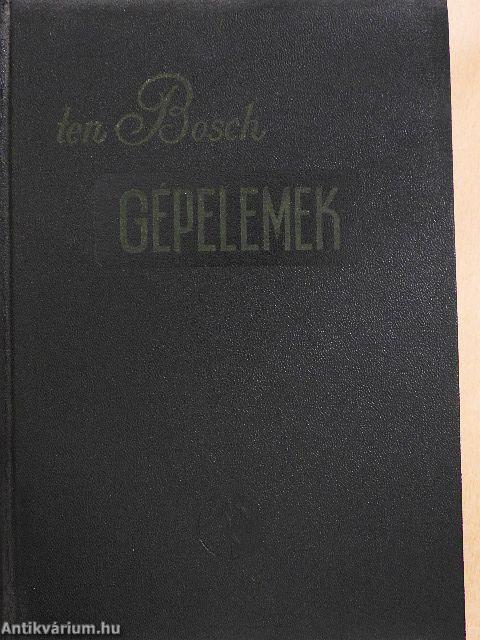 ten Bosch
GÉPELEMEK
Antikvárium.hu